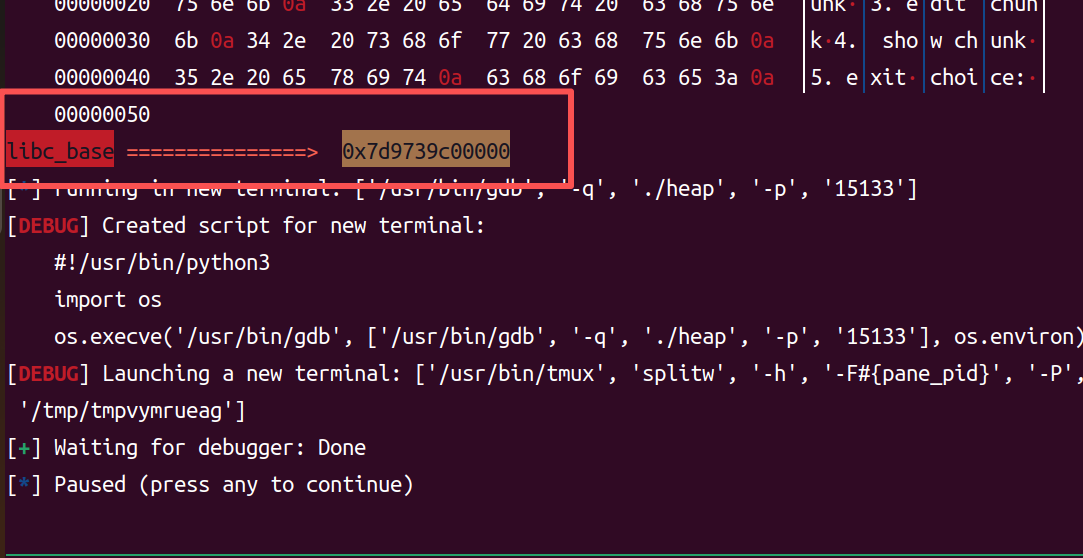 00000020  75 6e 6b 0a  33 2e 20 65  64 69 74 20  63 68 75 6e  │unk·│3. e│dit │chun│
00000030  6b 0a 34 2e  20 73 68 6f  77 20 63 68  75 6e 6b 0a  │k·4.│ sho│w ch│unk·│
00000040  35 2e 20 65  78 69 74 0a  63 68 6f 69  63 65 3a 0a  │5. e│xit·│choi│ce:·│
00000050
libc_base ===============>  0x7d9739c00000
[*] running in new terminal: ['/usr/bin/gdb', '-q', './heap', '-p', '15133']
[DEBUG] Created script for new terminal:
#!/usr/bin/python3
import os
os.execve('/usr/bin/gdb', ['/usr/bin/gdb', '-q', './heap', '-p', '15133'], os.environ)
[DEBUG] Launching a new terminal: ['/usr/bin/tmux', 'splitw', '-h', '-F#{pane_pid}', '-P',
'/tmp/tmpvymrueag']
[+] Waiting for debugger: Done
[*] Paused (press any to continue)